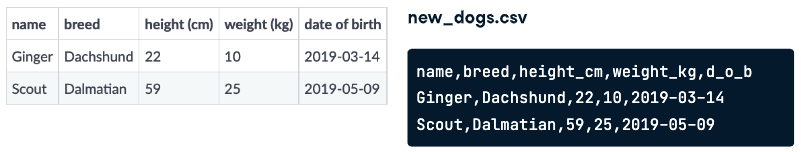 name breed height (cm) weight (kg) date of birth
Ginger Dachshund 22 10 2019-03-14
Scout Dalmatian 59 25 2019-05-09
new_dogs.csv
name,breed,height_cm,weight_kg,d_o_b
Ginger,Dachshund,22,10,2019-03-14
Scout,Dalmatian,59,25,2019-05-09